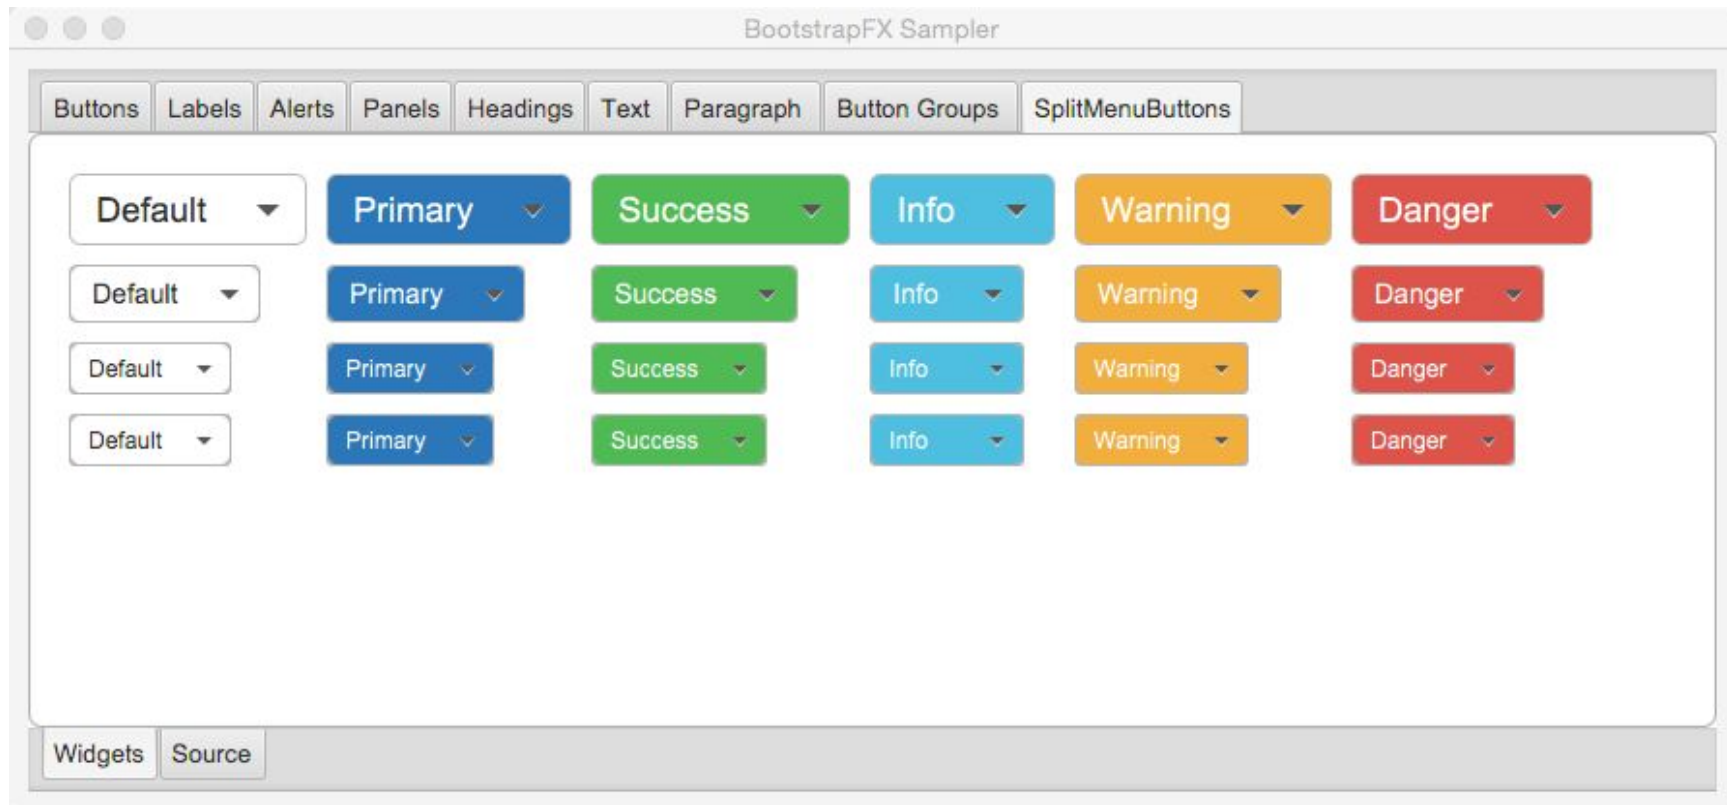 BootstrapFX Sampler
Buttons Labels Alerts Panels Headings Text Paragraph Button Groups SplitMenuButtons
Default Primary Success Info Warning Danger
Default Primary Success Info Warning Danger
Default Primary Success Info Warning Danger
Default Primary Success Info Warning Danger
Widgets Source